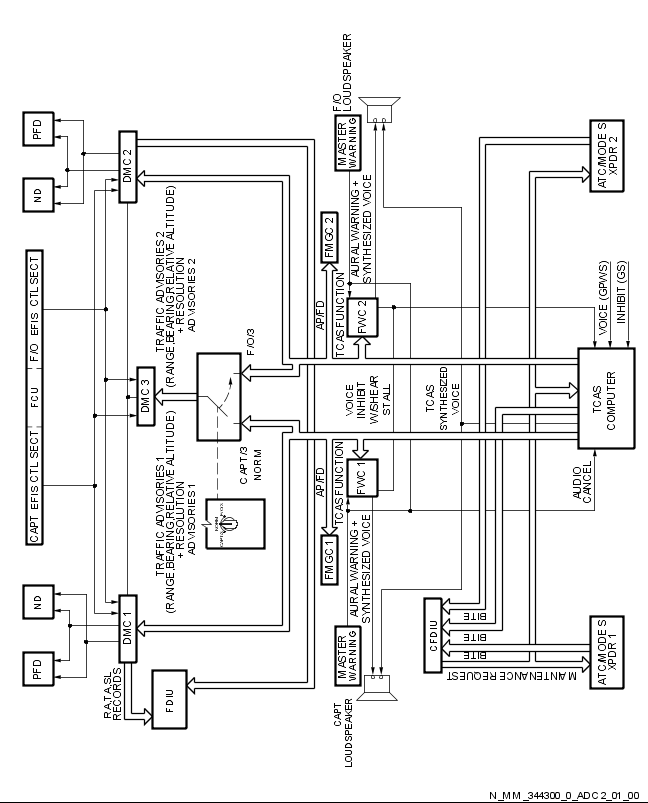 PFD
ND
CAPT EFIS CTL SECT
FCU
F/O EFIS CTL SECT
ND
PFD
DMC 1
DMC 3
DMC 2
RA,TA,SL
RECORDS
FDIU
TRAFFIC ADVISORIES 1
(RANGE,BEARING,RELATIVE ALTITUDE)
+ RESOLUTION
ADVISORIES 1
TRAFFIC ADVISORIES 2
(RANGE,BEARING,RELATIVE ALTITUDE)
+ RESOLUTION
ADVISORIES 2
NORM
CAPT/3
F/O/3
CAPT/3
NORM
F/O/3
CAPT
LOUDSPEAKER
MASTER
WARNING
AURAL WARNING +
SYNTHESIZED VOICE
FMGC 1
AP/FD
TCAS FUNCTION
FWC 1
VOICE
INHIBIT
W/SHEAR
STALL
FMGC 2
AP/FD
TCAS FUNCTION
FWC 2
AURAL WARNING +
SYNTHESIZED VOICE
MASTER
WARNING
F/O
LOUDSPEAKER
TCAS
SYNTHESIZED
VOICE
CFDIU
BITE
BITE
BITE
MAINTENANCE REQUEST
ATC/MODE S
XPDR 1
AUDIO
CANCEL
TCAS
COMPUTER
VOICE (GPWS)
INHIBIT (GS)
ATC/MODE S
XPDR 2
N_MM_344300_0_ADC2_01_00